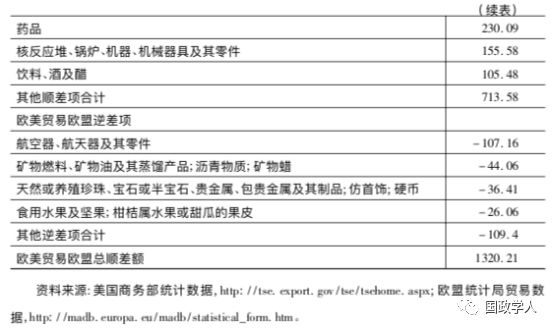 (续表)
药品 230.09
核反应堆、锅炉、机器、机械器具及其零件 155.58
饮料、酒及醋 105.48
其他顺差项合计 713.58
欧美贸易欧盟逆差项
航空器、航天器及其零件 -107.16
矿物燃料、矿物油及其蒸馏产品;沥青物质;矿物蜡 -44.06
天然或养殖珍珠、宝石或半宝石、贵金属、包贵金属及其制品;仿首饰;硬币 -36.41
食用水果及坚果;柑桔属水果或甜瓜的果皮 -26.06
其他逆差项合计 -109.4
欧美贸易欧盟总顺差额 1320.21
资料来源:美国商务部统计数据,http://tse.export.gov/tse/tsehome.aspx;欧盟统计局贸易数
据,http://madb.europa.eu/madb/statistical_form.htm。
国政学人